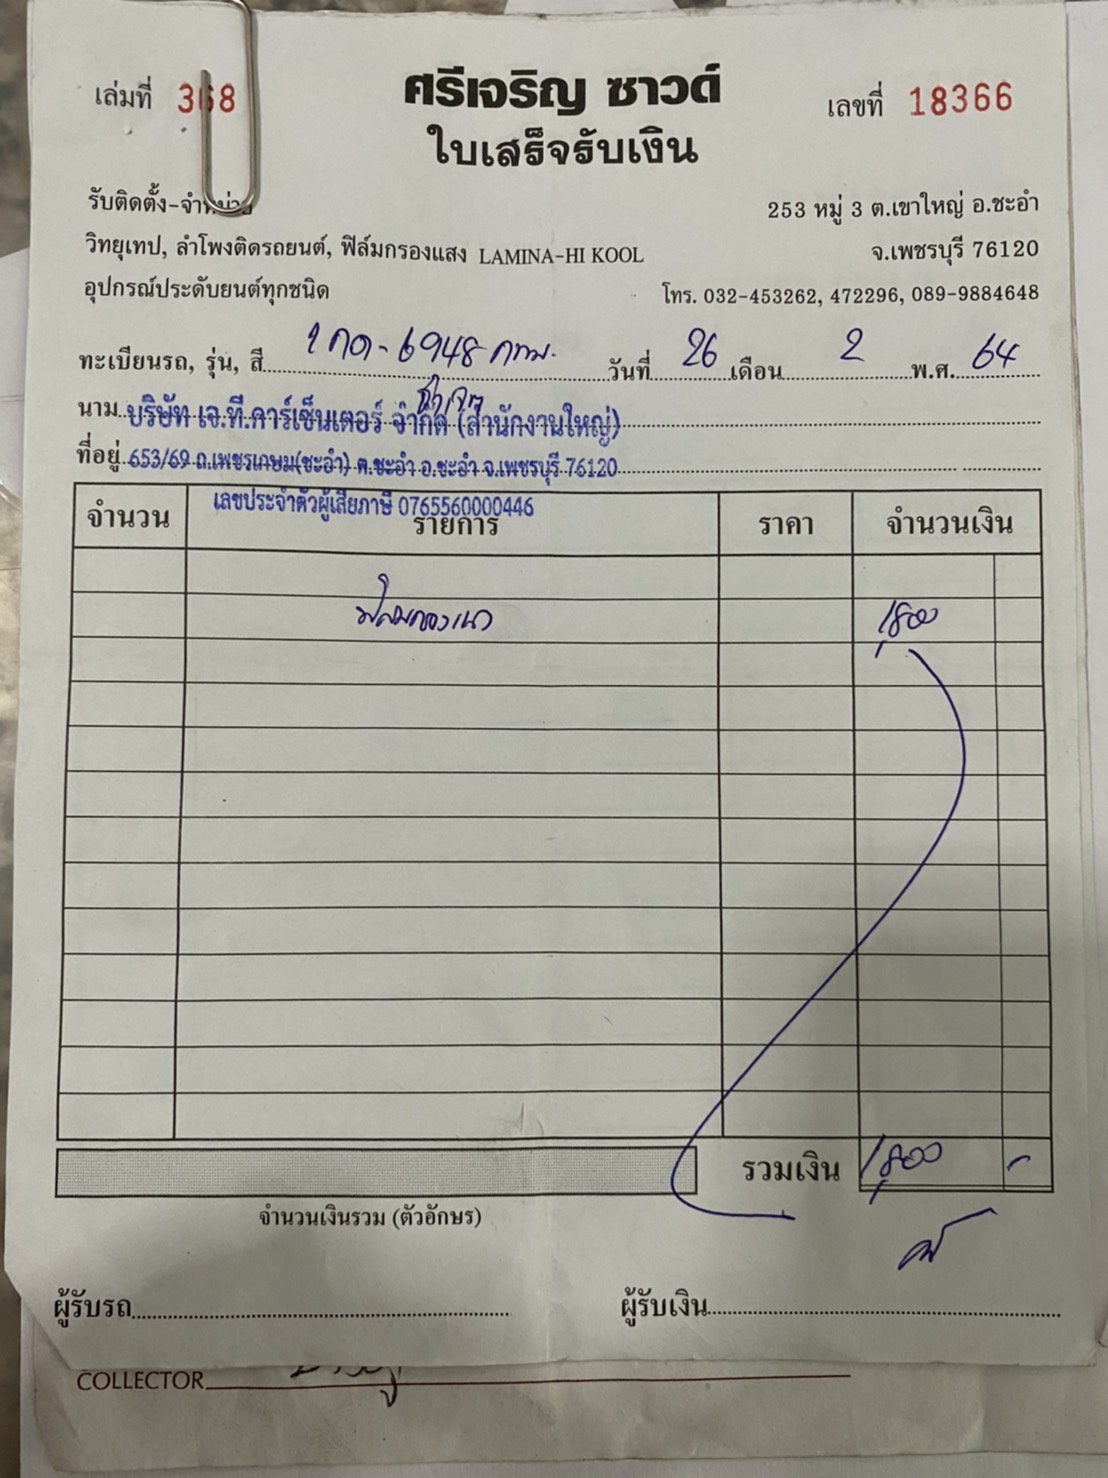 เล่มที่ 368
ศรีเจริญ ซาวด์
เลขที่ 18366
ใบเสร็จรับเงิน
รับติดตั้ง-จำหน่าย
253 หมู่ 3 ต.เขาใหญ่ อ.ชะอำ
วิทยุเทป, ลำโพงติดรถยนต์, ฟิล์มกรองแสง LAMINA-HI KOOL
จ.เพชรบุรี 76120
อุปกรณ์ประดับยนต์ทุกชนิด
โทร. 032-453262, 472296, 089-9884648
ทะเบียนรถ, รุ่น, สี 1กด-6948 กทม. วันที่ 26 เดือน 2 พ.ศ. 64
นาม บริษัท เจ.ที.คาร์เซ็นเตอร์ จำกัด (สำนักงานใหญ่)
ที่อยู่ 653/69 ถ.เพชรเกษม(ชะอำ) ต.ชะอำ อ.ชะอำ จ.เพชรบุรี 76120
เลขประจำตัวผู้เสียภาษี 0765560000446
จำนวน รายการ ราคา จำนวนเงิน
1,800
รวมเงิน 1,800 -
จำนวนเงินรวม (ตัวอักษร)
ผู้รับรถ ผู้รับเงิน
COLLECTOR